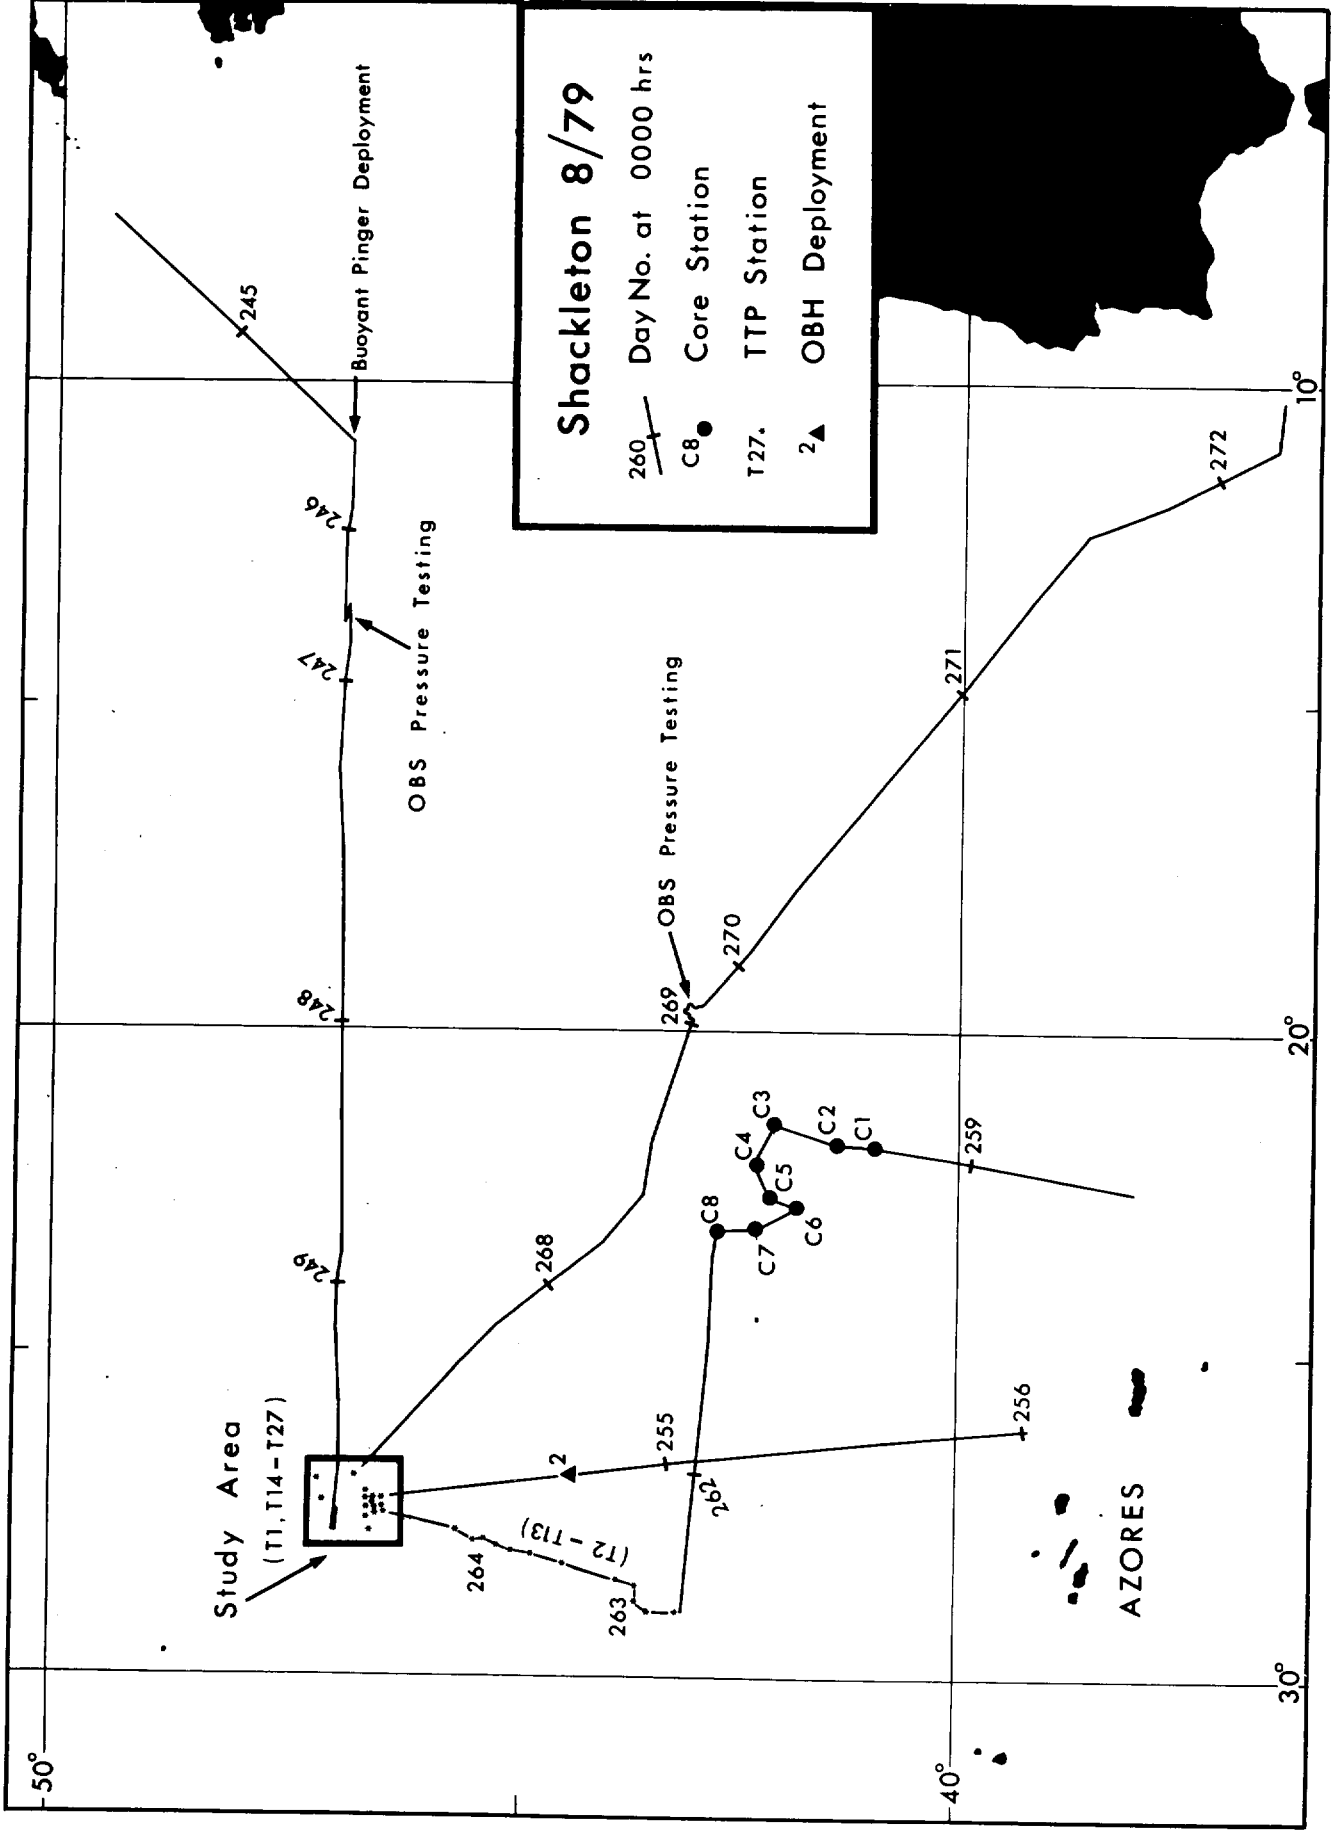 Shackleton 8/79
260 Day No. at 0000 hrs
C8 Core Station
T27. TTP Station
2 OBH Deployment
50°
40°
10°
20°
30°
Study Area
(T1, T14 – T27)
249
248
247
246
245
Buoyant Pinger Deployment
OBS Pressure Testing
OBS Pressure Testing
264
(T2 – T13)
263
2
255
262
256
268
269
270
271
272
C8
C7
C6
C5
C4
C3
C2
C1
259
AZORES